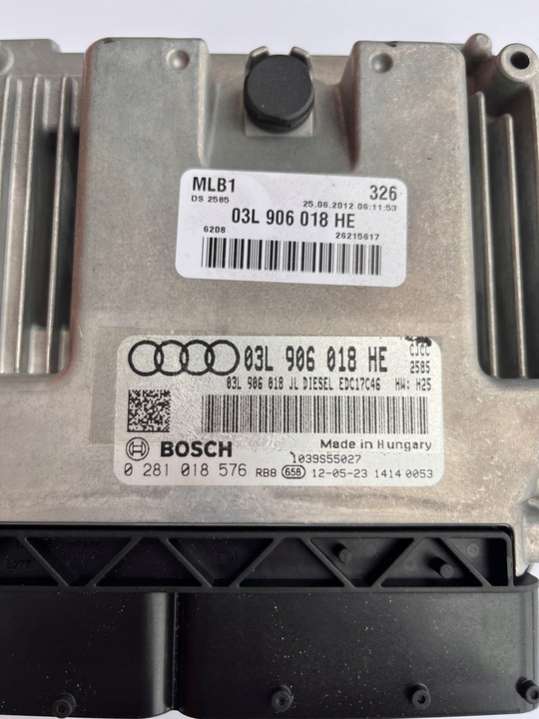 MLB1 326
DS 2585 25.06.2012 06:11:53
03L 906 018 HE
6208 26215617
03L 906 018 HE CJCC 2585
03L 906 018 JL DIESEL EDC17C46 HW: H25
BOSCH Made in Hungary
1039S55027
0 281 018 576 RBB 658 12-05-23 1414 0053